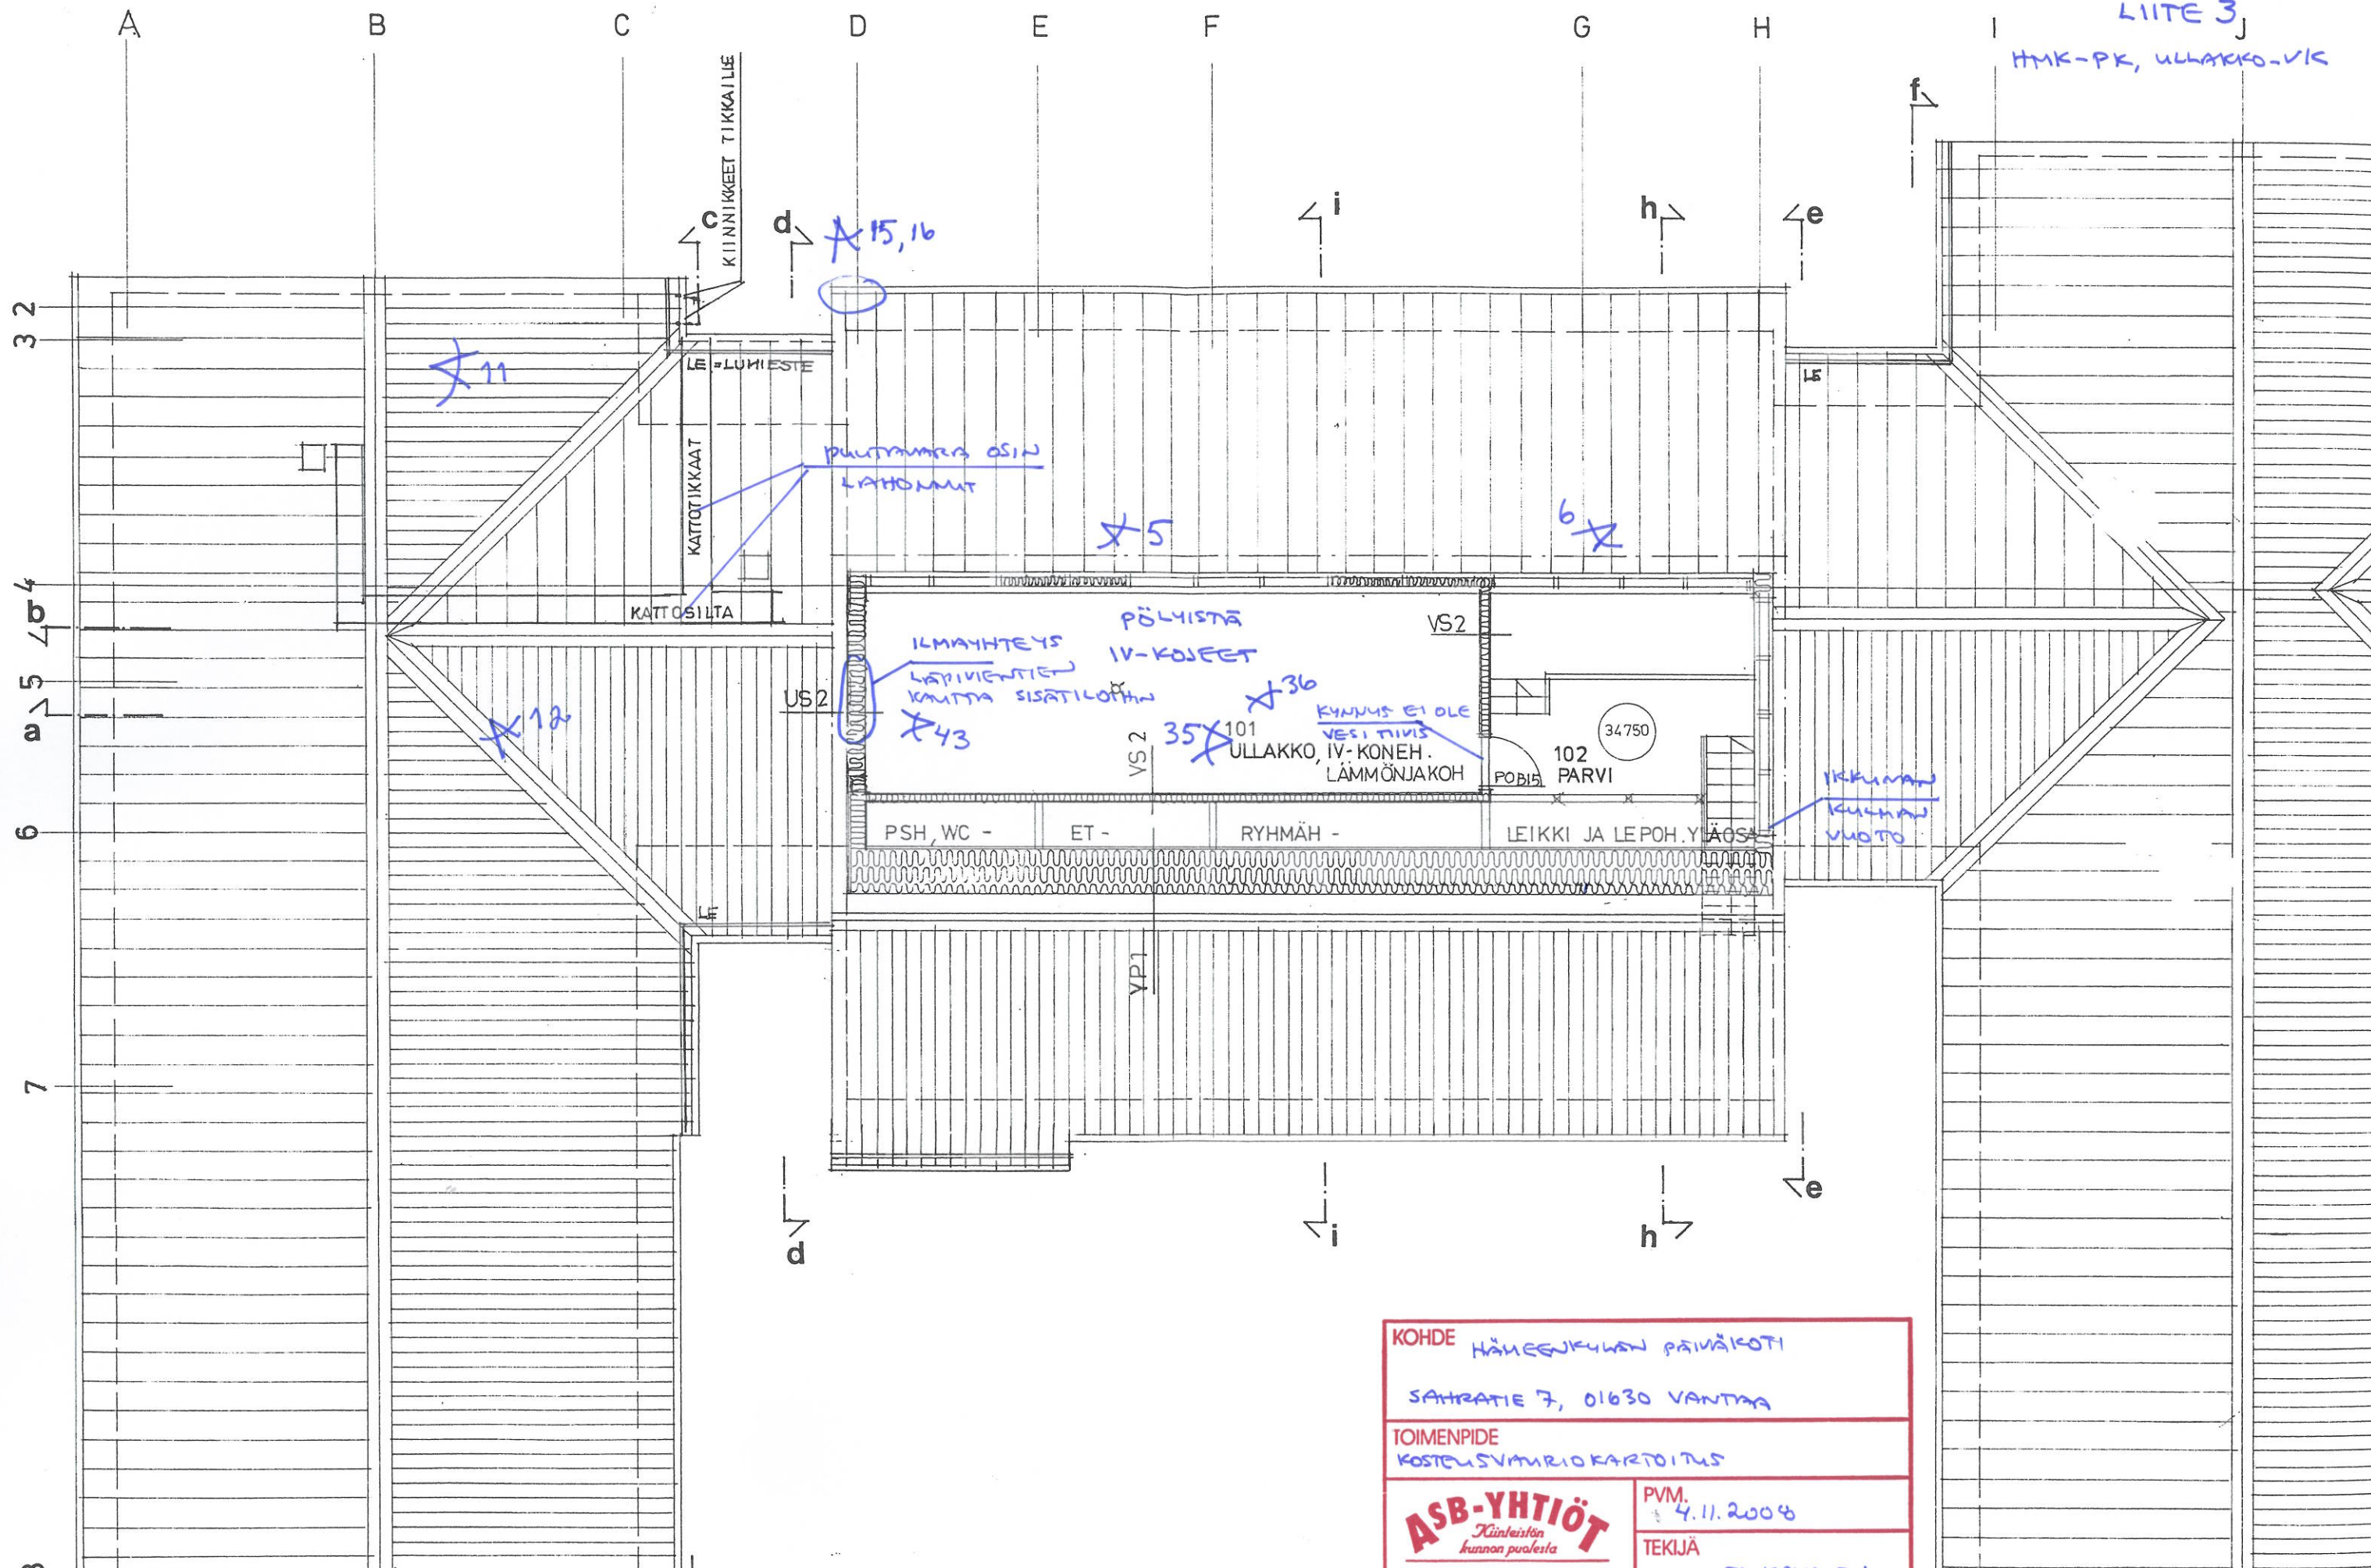 A B C D E F G H I J
LIITE 3
HMK-PK, ULLAKKO-VK
KIINNIKKEET TIKKAILLE
f
c
d
i
h
e
15, 16
2
3
11
LE = LUMIESTE
LE
KATTOTIKKAAT
PUUTAVARA OSIN
LAHONNUT
5
6
4
b
KATTOSILTA
PÖLYISTÄ
IV-KOJEET
VS2
ILMAYHTEYS
LÄPIVIENTIEN
KAUTTA SISÄTILOIHIN
5
US2
36
a
12
43
VS 2
35
101
ULLAKKO, IV-KONEH.
LÄMMÖNJAKOH
KYNNYS EI OLE
VESITIIVIS
34750
102
PARVI
POB15
IKKUNAN
KULMAN
VUOTO
6
PSH, WC -
ET -
RYHMÄH -
LEIKKI JA LEPOH. YLÄOSA
LE
VP1
7
e
d
i
h
KOHDE HÄMEENKYLÄN PÄIVÄKOTI
SAHRATIE 7, 01630 VANTAA
TOIMENPIDE
KOSTEUSVAURIOKARTOITUS
ASB-YHTIÖT
Kiinteistön
kunnon puolesta
PVM.
4.11.2008
TEKIJÄ